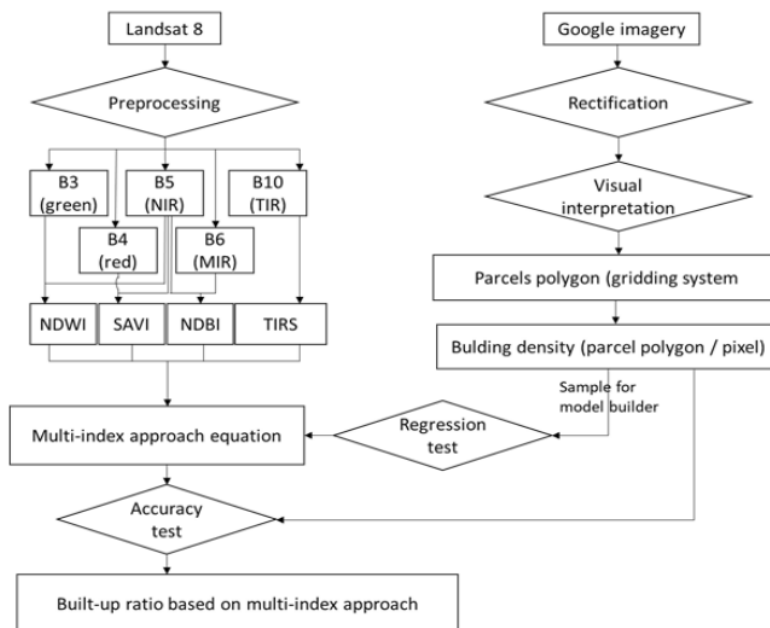 Landsat 8
Google imagery
Preprocessing
Rectification
B3
(green)
B5
(NIR)
B10
(TIR)
Visual
interpretation
B4
(red)
B6
(MIR)
Parcels polygon (gridding system
NDWI
SAVI
NDBI
TIRS
Bulding density (parcel polygon / pixel)
Sample for
model builder
Multi-index approach equation
Regression
test
Accuracy
test
Built-up ratio based on multi-index approach